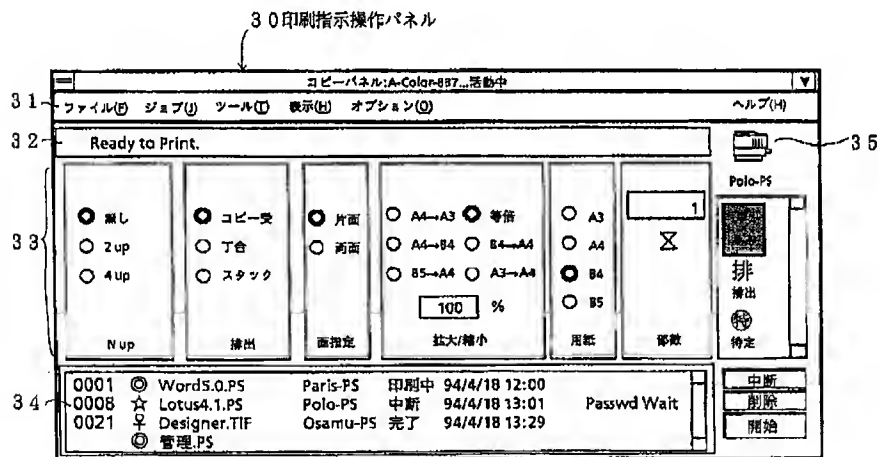 30印刷指示操作パネル
コピーパネル:A-Color-887...活動中
31
ファイル(F) ジョブ(J) ツール(T) 表示(H) オプション(O) ヘルプ(H)
32
Ready to Print.
35
Polo-PS
33
無し
2 up
4 up
N up
コピー受
丁合
スタック
排出
片面
両面
面指定
A4→A3 等倍
A4→B4 B4→A4
B5→A4 A3→A4
100 %
拡大/縮小
A3
A4
B4
B5
用紙
1
部数
排
排出
特
特定
34
0001 ◎ Word5.0.PS Paris-PS 印刷中 94/4/18 12:00
0008 ☆ Lotus4.1.PS Polo-PS 中断 94/4/18 13:01 Passwd Wait
0021 ♀ Designer.TIF Osamu-PS 完了 94/4/18 13:29
◎ 管理.PS
中断
削除
開始